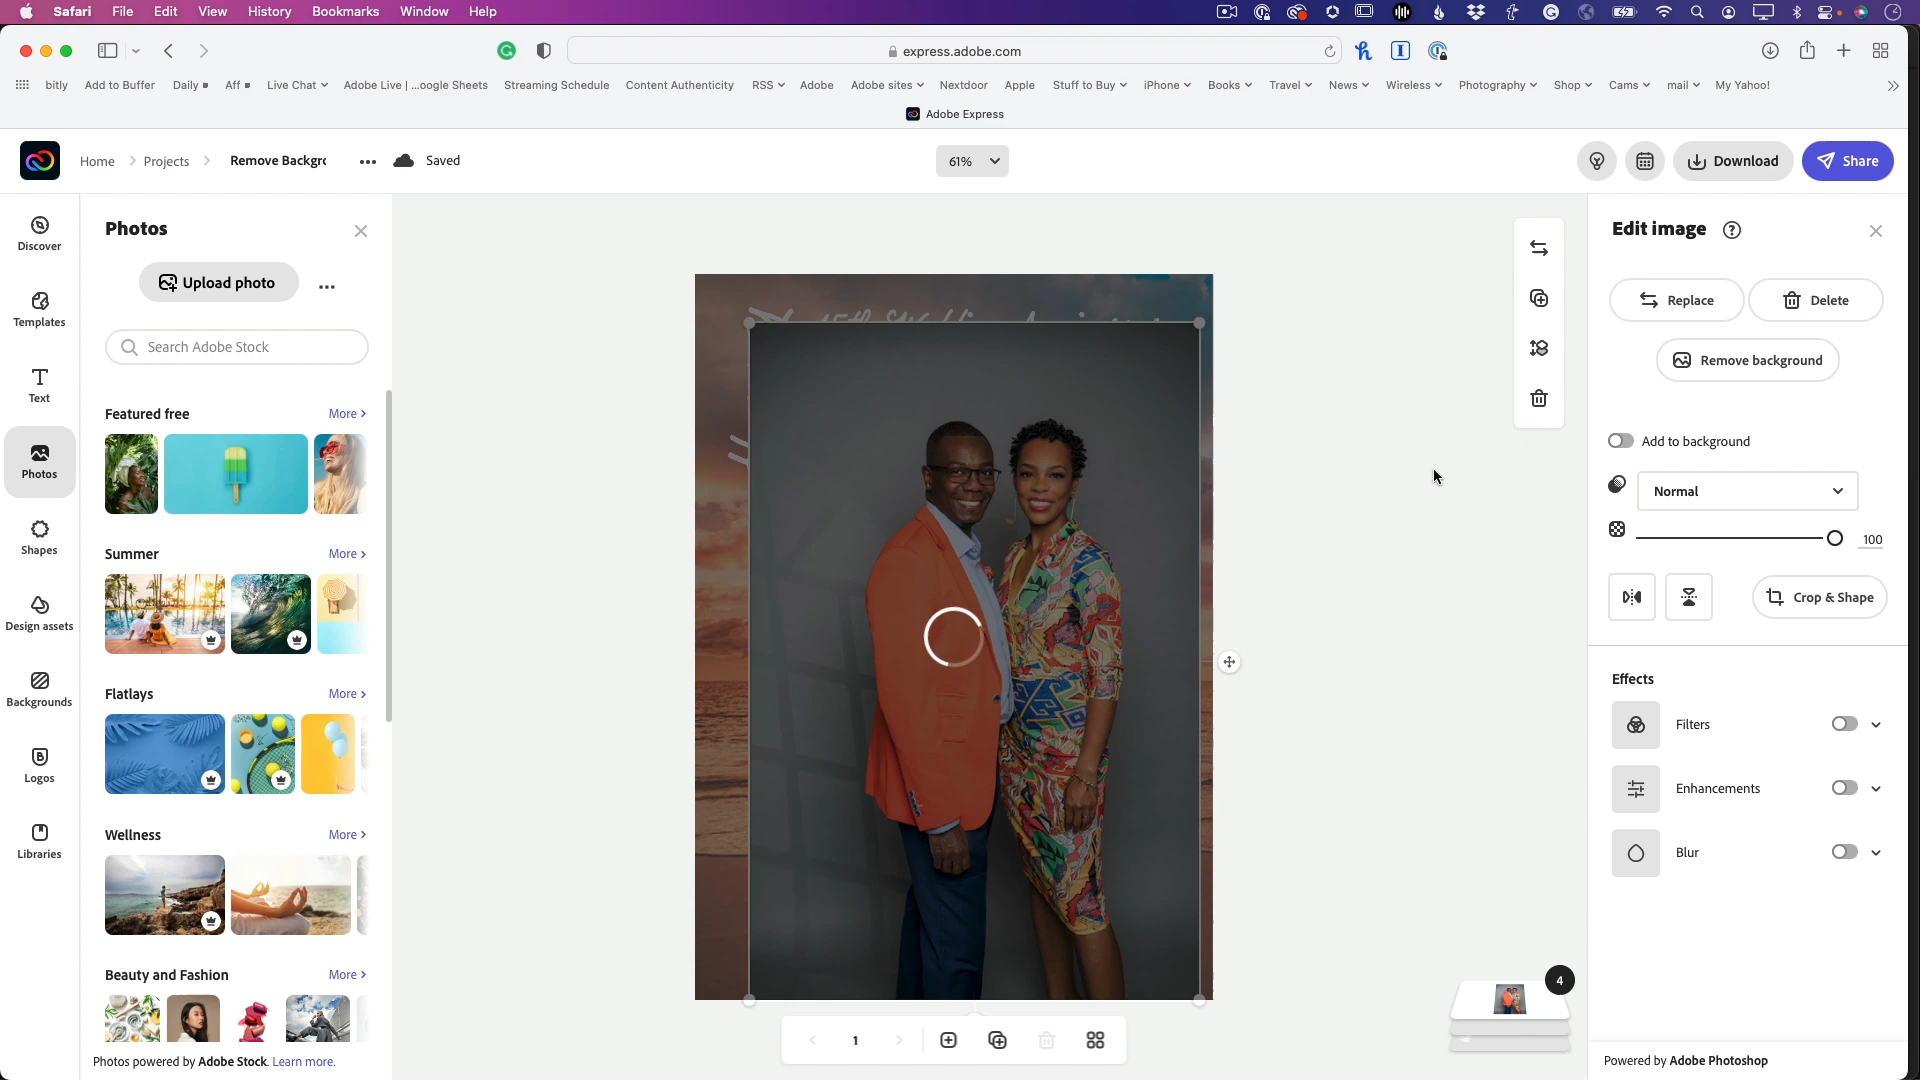 Safari File Edit View History Bookmarks Window Help
express.adobe.com
bitly Add to Buffer Daily Aff Live Chat Adobe Live |...oogle Sheets Streaming Schedule Content Authenticity RSS Adobe Adobe sites Nextdoor Apple Stuff to Buy iPhone Books Travel News Wireless Photography Shop Cams mail My Yahoo!
Adobe Express
Home Projects Remove Backgrc ... Saved 61% Download Share
Discover
Templates
Text
Photos
Shapes
Design assets
Backgrounds
Logos
Libraries
Photos
Upload photo ...
Search Adobe Stock
Featured free More
Summer More
Flatlays More
Wellness More
Beauty and Fashion More
Photos powered by Adobe Stock. Learn more.
15th Wedding
1
4
Edit image ?
Replace Delete
Remove background
Add to background
Normal
100
Crop & Shape
Effects
Filters
Enhancements
Blur
Powered by Adobe Photoshop